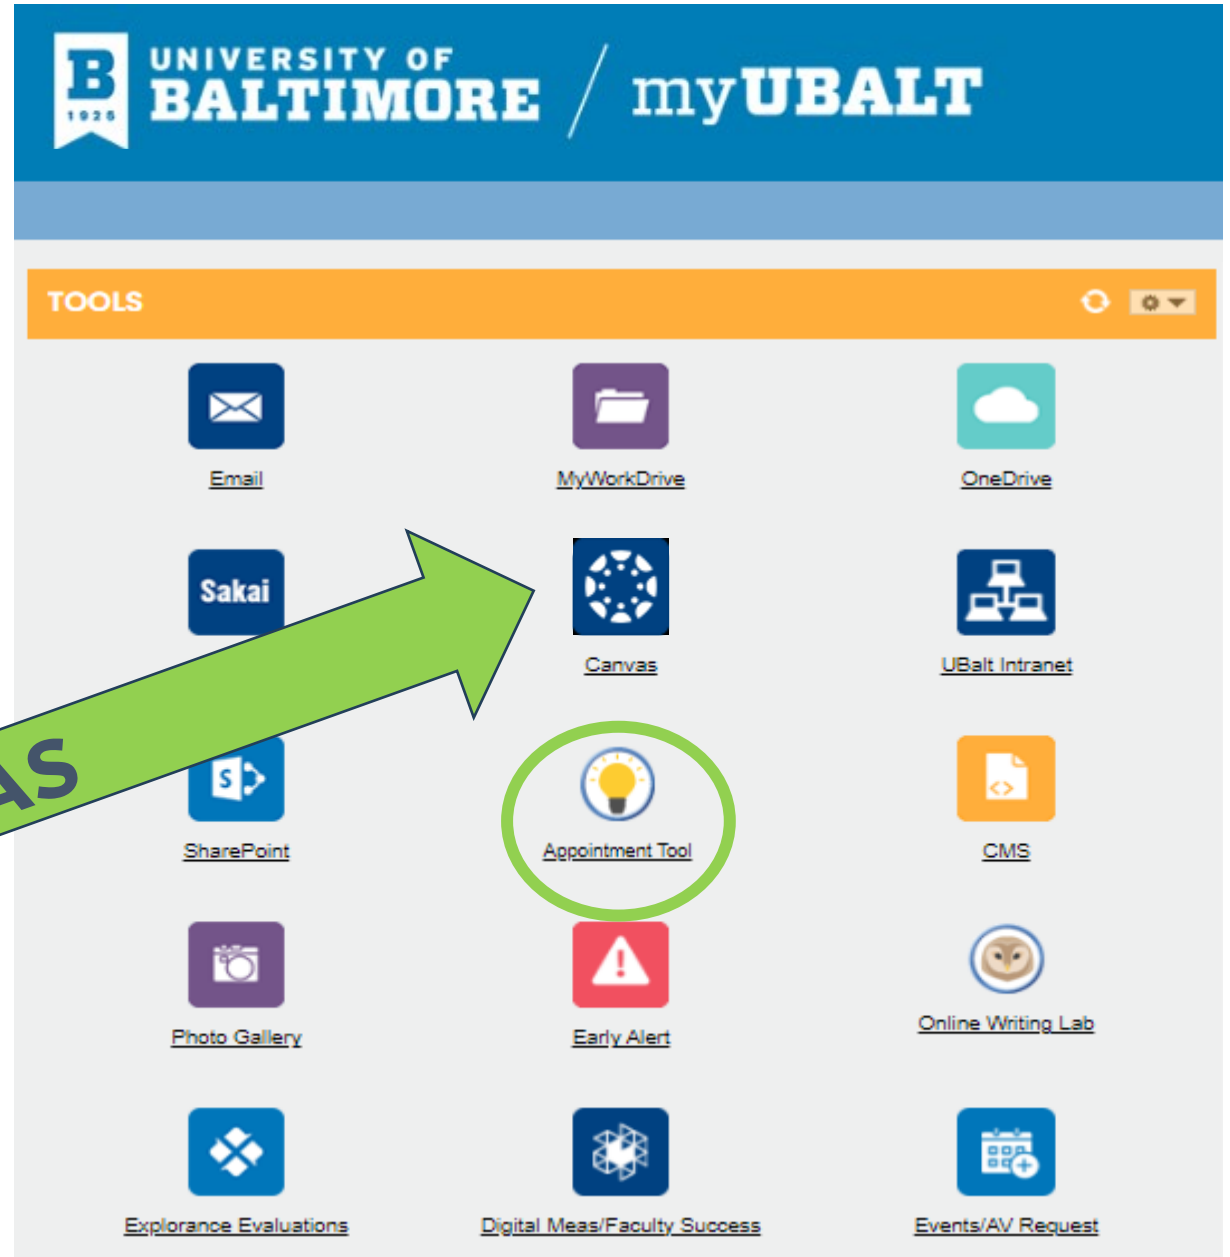 B
1925
UNIVERSITY OF
BALTIMORE / myUBALT
TOOLS
Email
MyWorkDrive
OneDrive
Sakai
Canvas
UBalt Intranet
AS
S
SharePoint
Appointment Tool
<> 
CMS
Photo Gallery
!
Early Alert
Online Writing Lab
Explorance Evaluations
Digital Meas/Faculty Success
Events/AV Request